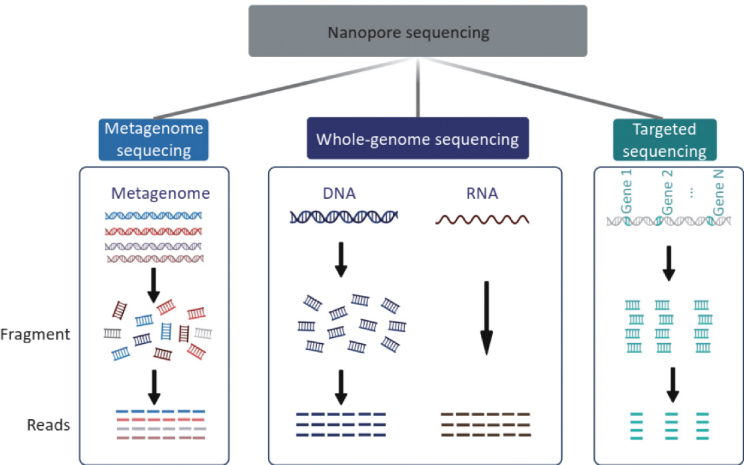 Nanopore sequencing
Metagenome
sequecing
Whole-genome sequencing
Targeted
sequencing
Metagenome
DNA
RNA
Gene 1
Gene 2
...
Gene N
Fragment
Reads